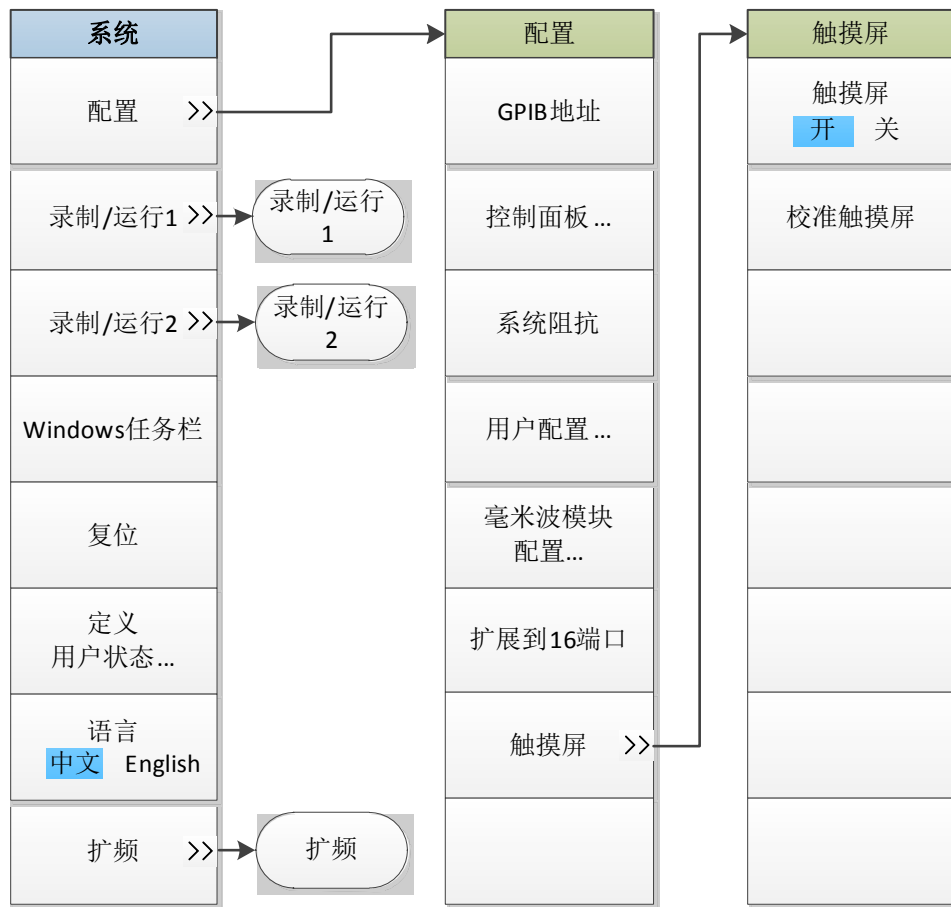 系统
配置 >>
录制/运行1 >>
录制/运行
1
录制/运行2 >>
录制/运行
2
Windows任务栏
复位
定义
用户状态...
语言
中文 English
扩频 >>
扩频
配置
GPIB地址
控制面板...
系统阻抗
用户配置...
毫米波模块
配置...
扩展到16端口
触摸屏 >>
触摸屏
触摸屏
开 关
校准触摸屏